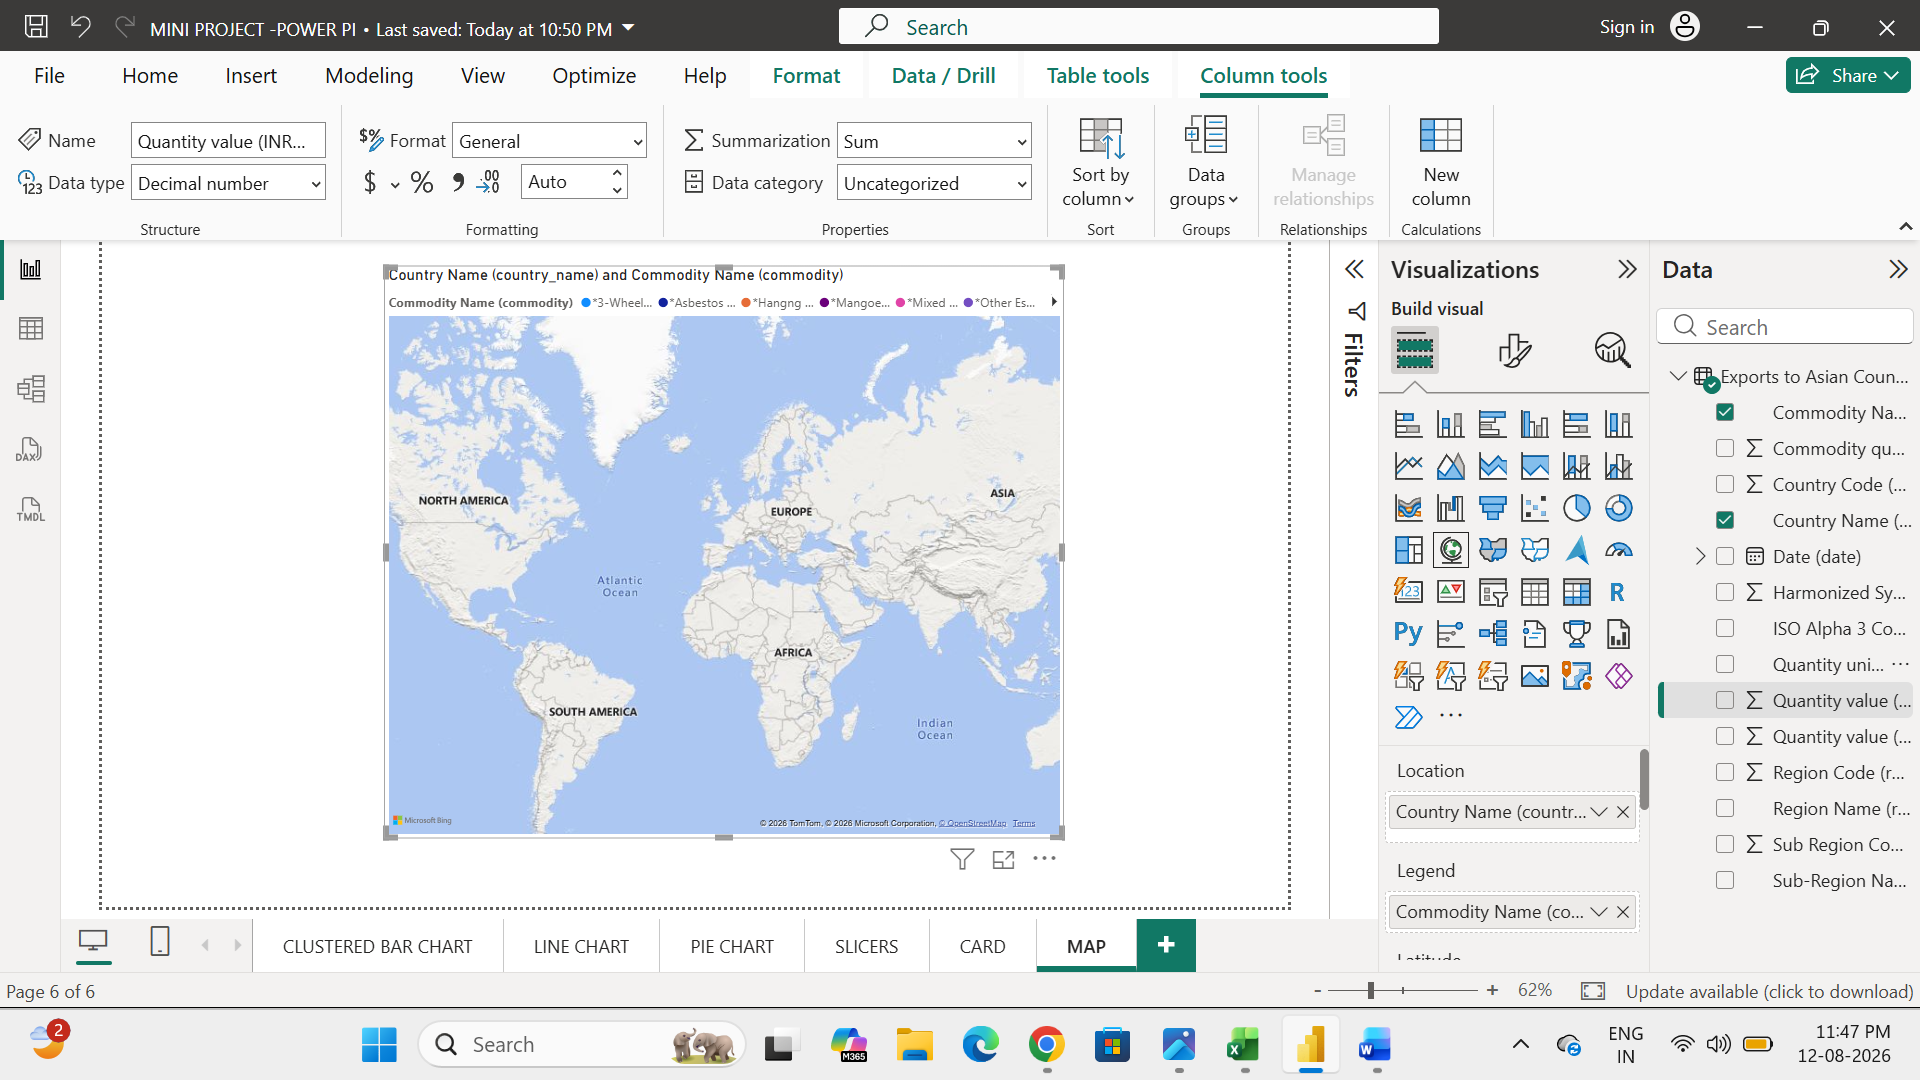 MINI PROJECT -POWER PI • Last saved: Today at 10:50 PM
Search
Sign in
File
Home
Insert
Modeling
View
Optimize
Help
Format
Data / Drill
Table tools
Column tools
Share
Name
Quantity value (INR...
Data type
Decimal number
Structure
Format
General
$ % 9 .00
Auto
Formatting
Summarization
Sum
Data category
Uncategorized
Properties
Sort by
column
Sort
Data
groups
Groups
Manage
relationships
Relationships
New
column
Calculations
DAX
TMDL
Country Name (country_name) and Commodity Name (commodity)
Commodity Name (commodity) *3-Wheel... *Asbestos ... *Hangng ... *Mangoe... *Mixed ... *Other Es...
NORTH AMERICA
EUROPE
ASIA
Atlantic
Ocean
AFRICA
SOUTH AMERICA
Indian
Ocean
Microsoft Bing
© 2026 TomTom, © 2026 Microsoft Corporation, © OpenStreetMap Terms
Filters
Visualizations
Build visual
123
R
Py
Location
Country Name (countr...
Legend
Commodity Name (co...
Latitude
Data
Search
Exports to Asian Coun...
Commodity Na...
Commodity qu...
Country Code (...
Country Name (...
Date (date)
Harmonized Sy...
ISO Alpha 3 Co...
Quantity uni...
Quantity value (...
Quantity value (...
Region Code (r...
Region Name (r...
Sub Region Co...
Sub-Region Na...
CLUSTERED BAR CHART
LINE CHART
PIE CHART
SLICERS
CARD
MAP
Page 6 of 6
62%
Update available (click to download)
2
Search
M365
ENG
IN
11:47 PM
12-08-2026